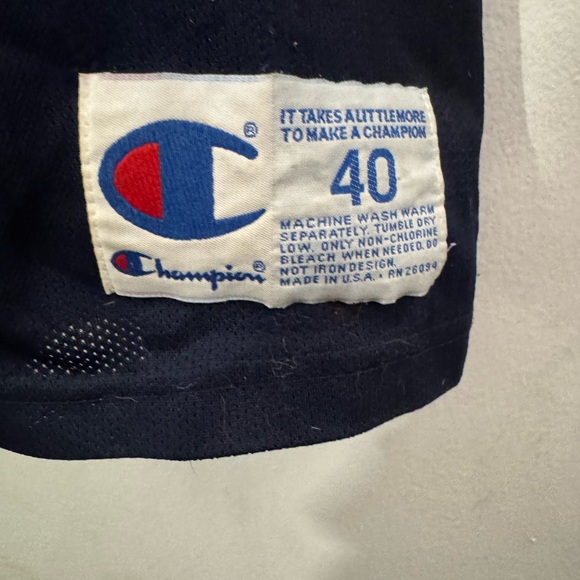 ®
Champion®
IT TAKES A LITTLE MORE
TO MAKE A CHAMPION
40
MACHINE WASH WARM
SEPARATELY. TUMBLE DRY
LOW. ONLY NON-CHLORINE
BLEACH WHEN NEEDED. DO
NOT IRON DESIGN.
MADE IN U.S.A. • RN 26094